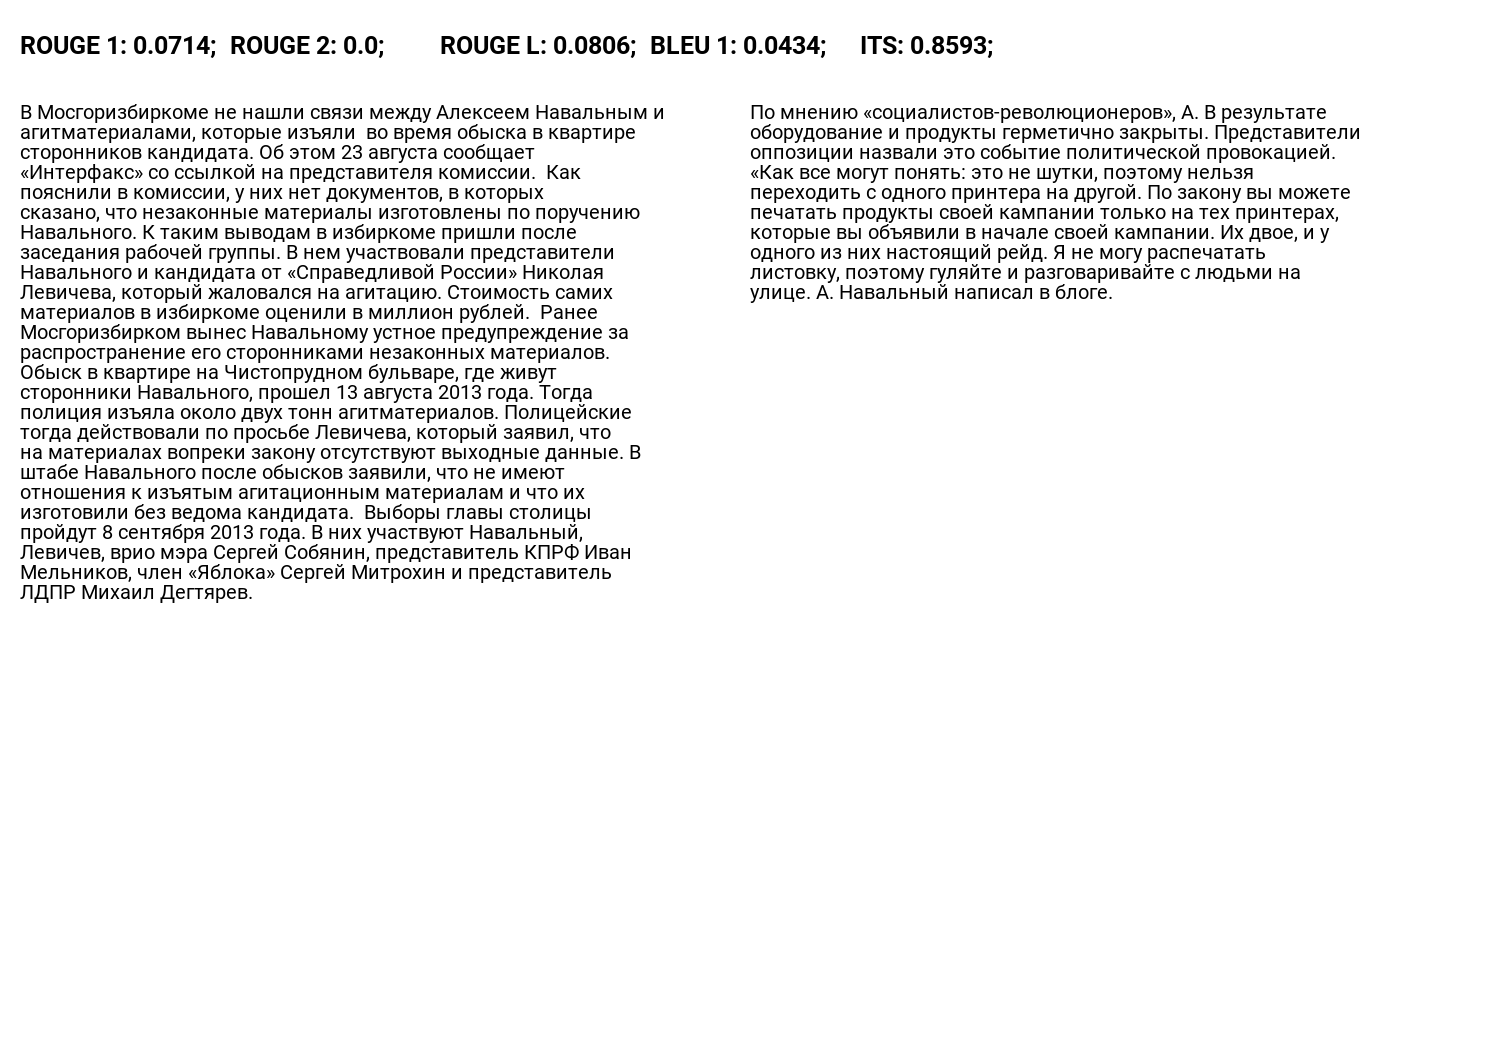 ROUGE 1: 0.0714; ROUGE 2: 0.0; ROUGE L: 0.0806; BLEU 1: 0.0434; ITS: 0.8593;
В Мосгоризбиркоме не нашли связи между Алексеем Навальным и
агитматериалами, которые изъяли  во время обыска в квартире
сторонников кандидата. Об этом 23 августа сообщает
«Интерфакс» со ссылкой на представителя комиссии.  Как
пояснили в комиссии, у них нет документов, в которых
сказано, что незаконные материалы изготовлены по поручению
Навального. К таким выводам в избиркоме пришли после
заседания рабочей группы. В нем участвовали представители
Навального и кандидата от «Справедливой России» Николая
Левичева, который жаловался на агитацию. Стоимость самих
материалов в избиркоме оценили в миллион рублей.  Ранее
Мосгоризбирком вынес Навальному устное предупреждение за
распространение его сторонниками незаконных материалов.
Обыск в квартире на Чистопрудном бульваре, где живут
сторонники Навального, прошел 13 августа 2013 года. Тогда
полиция изъяла около двух тонн агитматериалов. Полицейские
тогда действовали по просьбе Левичева, который заявил, что
на материалах вопреки закону отсутствуют выходные данные. В
штабе Навального после обысков заявили, что не имеют
отношения к изъятым агитационным материалам и что их
изготовили без ведома кандидата.  Выборы главы столицы
пройдут 8 сентября 2013 года. В них участвуют Навальный,
Левичев, врио мэра Сергей Собянин, представитель КПРФ Иван
Мельников, член «Яблока» Сергей Митрохин и представитель
ЛДПР Михаил Дегтярев.
По мнению «социалистов-революционеров», А. В результате
оборудование и продукты герметично закрыты. Представители
оппозиции назвали это событие политической провокацией.
«Как все могут понять: это не шутки, поэтому нельзя
переходить с одного принтера на другой. По закону вы можете
печатать продукты своей кампании только на тех принтерах,
которые вы объявили в начале своей кампании. Их двое, и у
одного из них настоящий рейд. Я не могу распечатать
листовку, поэтому гуляйте и разговаривайте с людьми на
улице. А. Навальный написал в блоге.